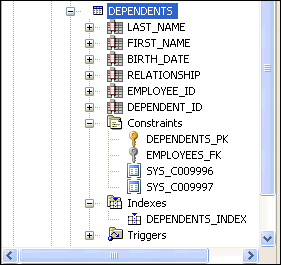 DEPENDENTS
LAST_NAME
FIRST_NAME
BIRTH_DATE
RELATIONSHIP
EMPLOYEE_ID
DEPENDENT_ID
Constraints
DEPENDENTS_PK
EMPLOYEES_FK
SYS_C009996
SYS_C009997
Indexes
DEPENDENTS_INDEX
Triggers